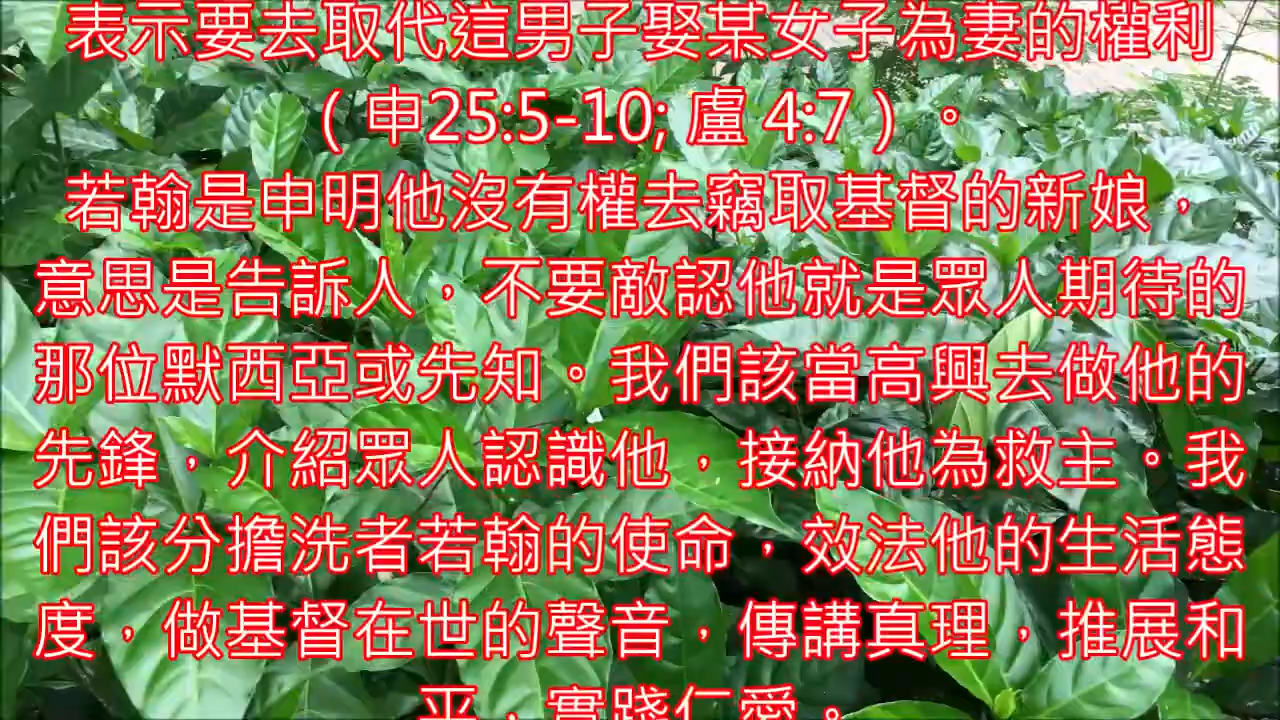 表示要去取代這男子娶某女子為妻的權利
( 申25:5-10; 盧 4:7 ) 。
若翰是申明他沒有權去竊取基督的新娘，
意思是告訴人，不要敵認他就是眾人期待的
那位默西亞或先知。我們該當高興去做他的
先鋒，介紹眾人認識他，接納他為救主。我
們該分擔洗者若翰的使命，效法他的生活態
度，做基督在世的聲音，傳講真理，推展和
平，實踐仁愛。